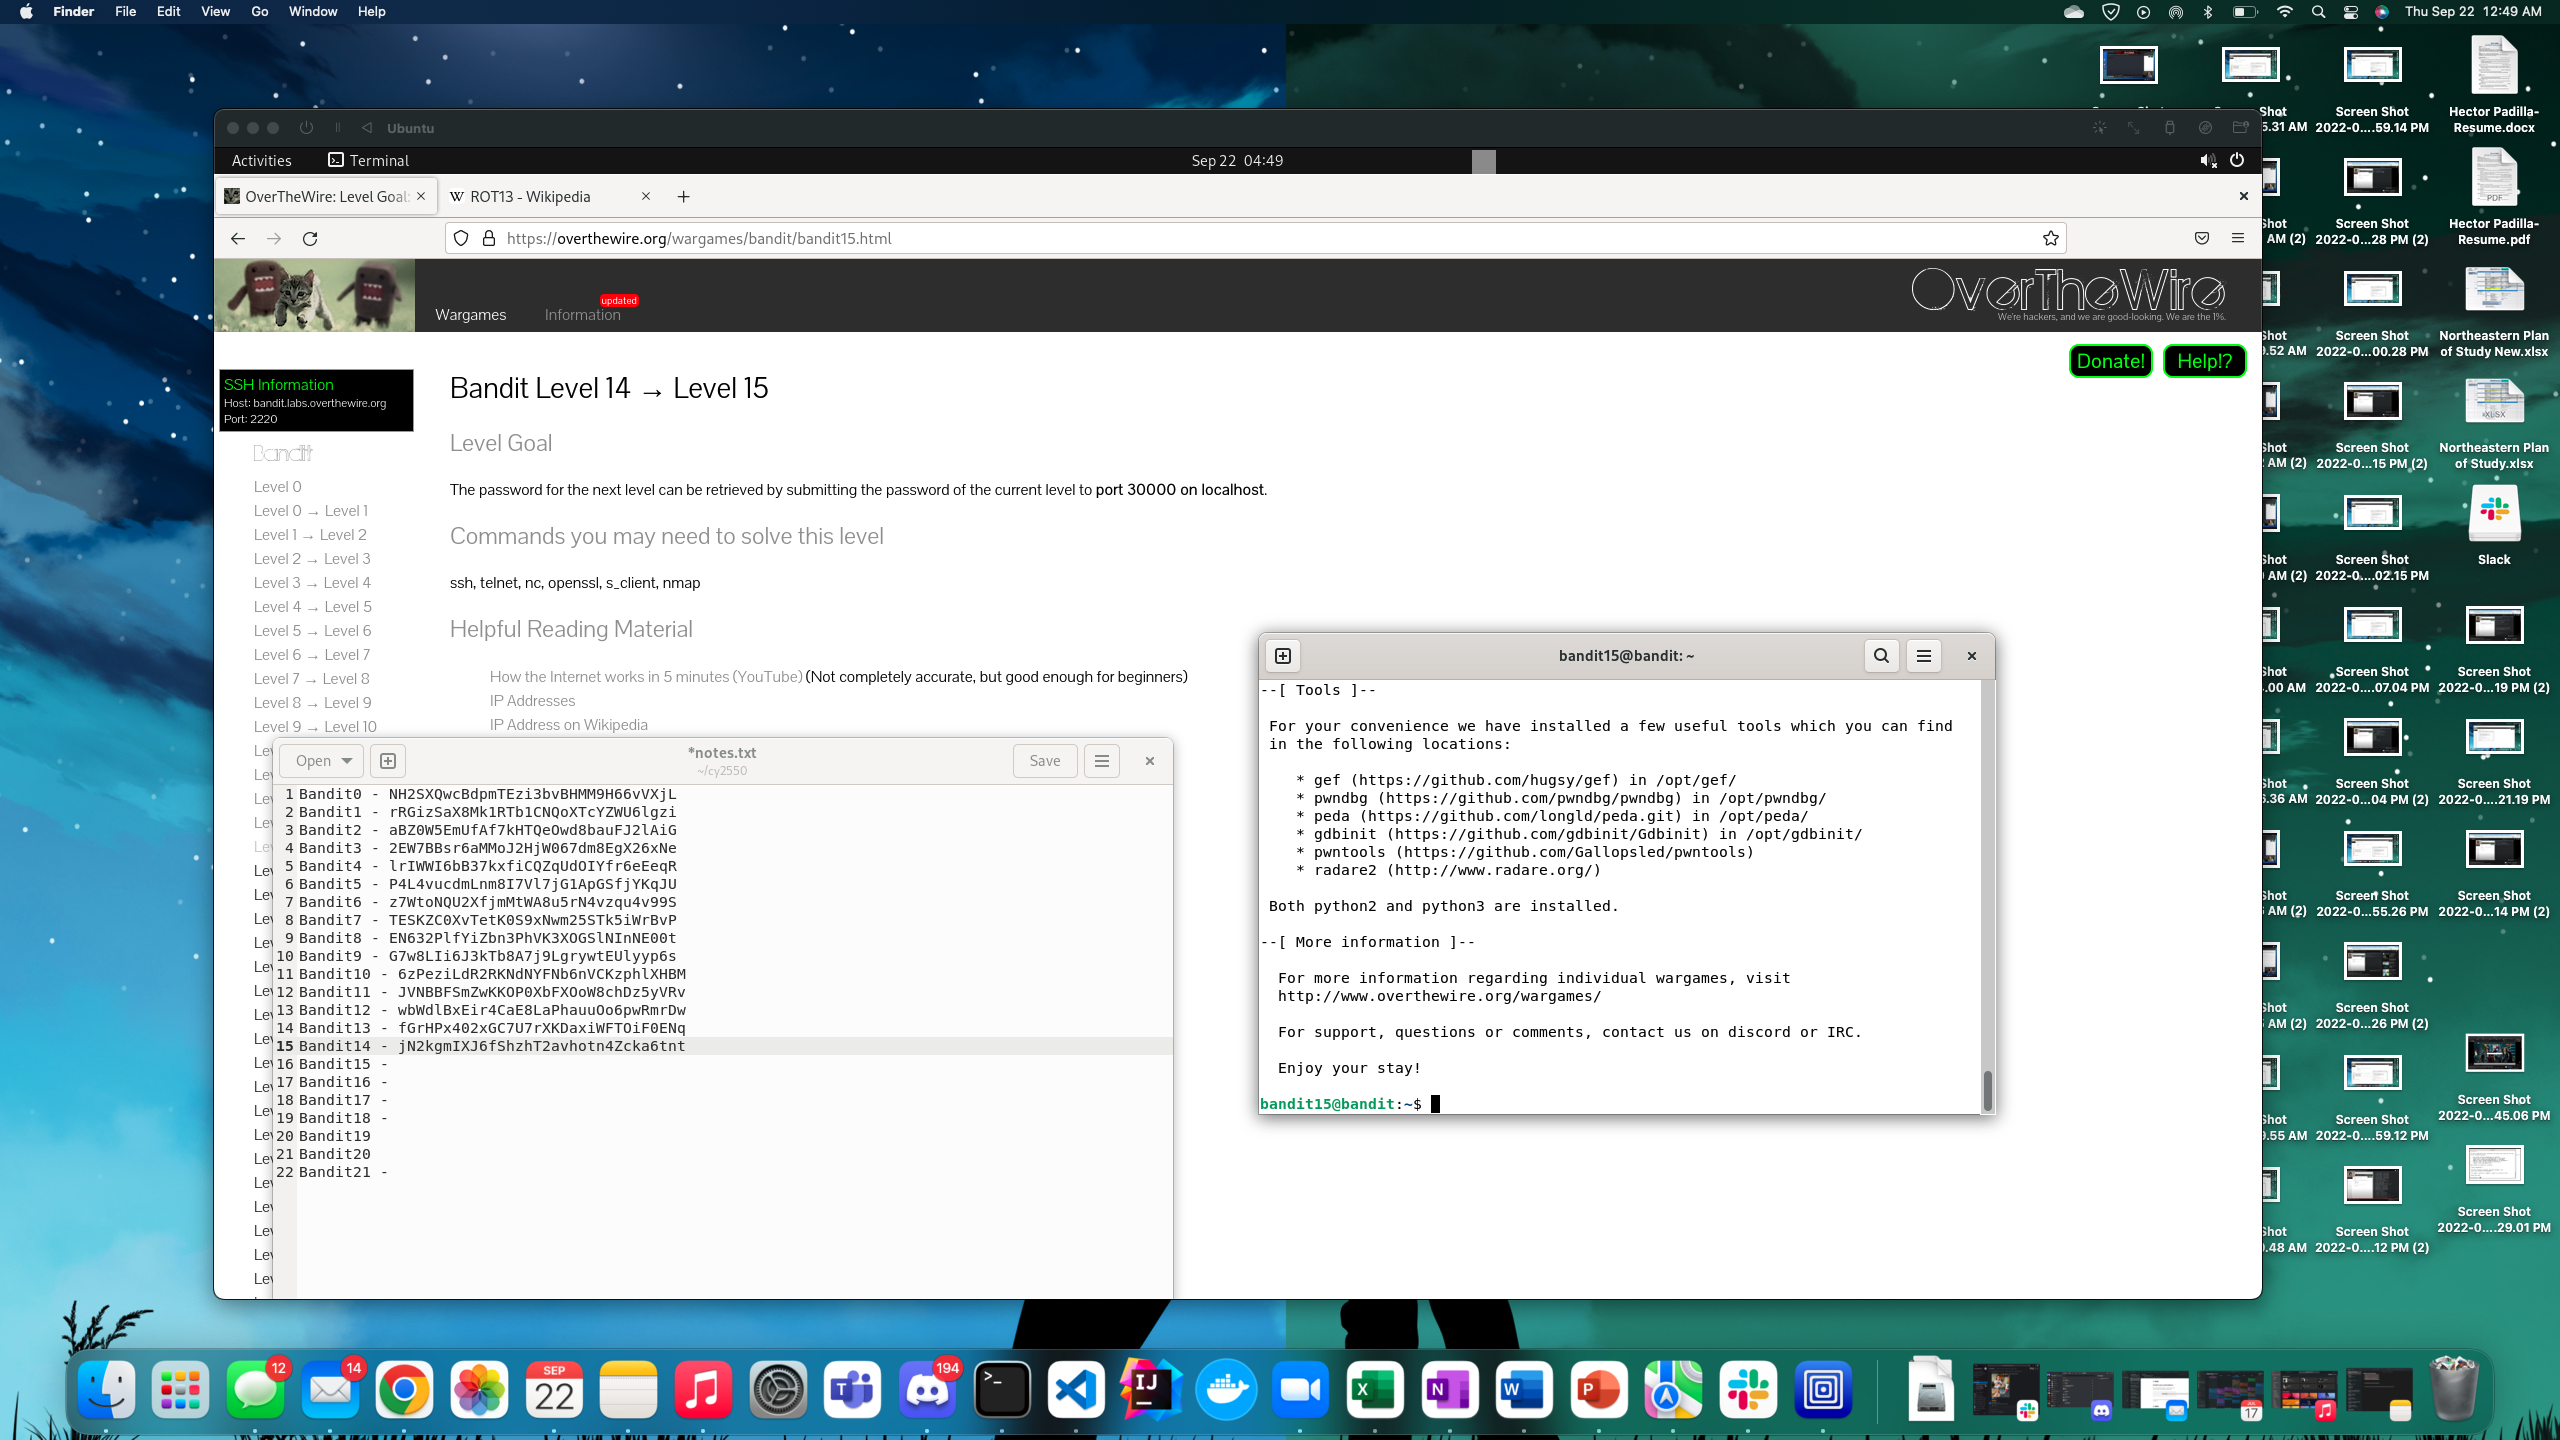 Finder File Edit View Go Window Help
Thu Sep 22 12:49 AM
Ubuntu
Activities Terminal
Sep 22 04:49
OverTheWire: Level Goal:
ROT13 - Wikipedia
https://overthewire.org/wargames/bandit/bandit15.html
Wargames
Information
updated
OverTheWire
We're hackers, and we are good-looking. We are the 1%.
Donate! Help!?
SSH Information
Host: bandit.labs.overthewire.org
Port: 2220
Bandit
Level 0
Level 0 → Level 1
Level 1 → Level 2
Level 2 → Level 3
Level 3 → Level 4
Level 4 → Level 5
Level 5 → Level 6
Level 6 → Level 7
Level 7 → Level 8
Level 8 → Level 9
Level 9 → Level 10
Bandit Level 14 → Level 15
Level Goal
The password for the next level can be retrieved by submitting the password of the current level to port 30000 on localhost.
Commands you may need to solve this level
ssh, telnet, nc, openssl, s_client, nmap
Helpful Reading Material
How the Internet works in 5 minutes (YouTube) (Not completely accurate, but good enough for beginners)
IP Addresses
IP Address on Wikipedia
Open
*notes.txt
~/cy2550
Save
1 Bandit0 - NH2SXQwcBdpmTEzi3bvBHMM9H66vVXjL
2 Bandit1 - rRGizSaX8Mk1RTb1CNQoXTcYZWU6lgzi
3 Bandit2 - aBZ0W5EmUfAf7kHTQeOwd8bauFJ2lAiG
4 Bandit3 - 2EW7BBsr6aMMoJ2HjW067dm8EgX26xNe
5 Bandit4 - lrIWWI6bB37kxfiCQZqUdOIYfr6eEeqR
6 Bandit5 - P4L4vucdmLnm8I7Vl7jG1ApGSfjYKqJU
7 Bandit6 - z7WtoNQU2XfjmMtWA8u5rN4vzqu4v99S
8 Bandit7 - TESKZC0XvTetK0S9xNwm25STk5iWrBvP
9 Bandit8 - EN632PlfYiZbn3PhVK3XOGSlNInNE00t
10 Bandit9 - G7w8LIi6J3kTb8A7j9LgrywtEUlyyp6s
11 Bandit10 - 6zPeziLdR2RKNdNYFNb6nVCKzphlXHBM
12 Bandit11 - JVNBBFSmZwKKOP0XbFXOoW8chDz5yVRv
13 Bandit12 - wbWdlBxEir4CaE8LaPhauuOo6pwRmrDw
14 Bandit13 - fGrHPx402xGC7U7rXKDaxiWFTOiF0ENq
15 Bandit14 - jN2kgmIXJ6fShzhT2avhotn4Zcka6tnt
16 Bandit15 -
17 Bandit16 -
18 Bandit17 -
19 Bandit18 -
20 Bandit19
21 Bandit20
22 Bandit21 -
bandit15@bandit: ~
--[ Tools ]--
For your convenience we have installed a few useful tools which you can find
in the following locations:
* gef (https://github.com/hugsy/gef) in /opt/gef/
* pwndbg (https://github.com/pwndbg/pwndbg) in /opt/pwndbg/
* peda (https://github.com/longld/peda.git) in /opt/peda/
* gdbinit (https://github.com/gdbinit/Gdbinit) in /opt/gdbinit/
* pwntools (https://github.com/Gallopsled/pwntools)
* radare2 (http://www.radare.org/)
Both python2 and python3 are installed.
--[ More information ]--
For more information regarding individual wargames, visit
http://www.overthewire.org/wargames/
For support, questions or comments, contact us on discord or IRC.
Enjoy your stay!
bandit15@bandit:~$
Screen Shot
2022-0....59.14 PM
Hector Padilla-
Resume.docx
Screen Shot
2022-0...28 PM (2)
PDF
Hector Padilla-
Resume.pdf
Screen Shot
2022-0...00.28 PM
Northeastern Plan
of Study New.xlsx
Screen Shot
2022-0...15 PM (2)
XLSX
Northeastern Plan
of Study.xlsx
Screen Shot
2022-0....02.15 PM
Slack
Screen Shot
2022-0....07.04 PM
Screen Shot
2022-0...19 PM (2)
Screen Shot
2022-0...04 PM (2)
Screen Shot
2022-0....21.19 PM
Screen Shot
2022-0....55.26 PM
Screen Shot
2022-0...14 PM (2)
Screen Shot
2022-0...26 PM (2)
Screen Shot
2022-0....59.12 PM
Screen Shot
2022-0...45.06 PM
Screen Shot
2022-0....12 PM (2)
Screen Shot
2022-0....29.01 PM
12
14
SEP
22
194
17